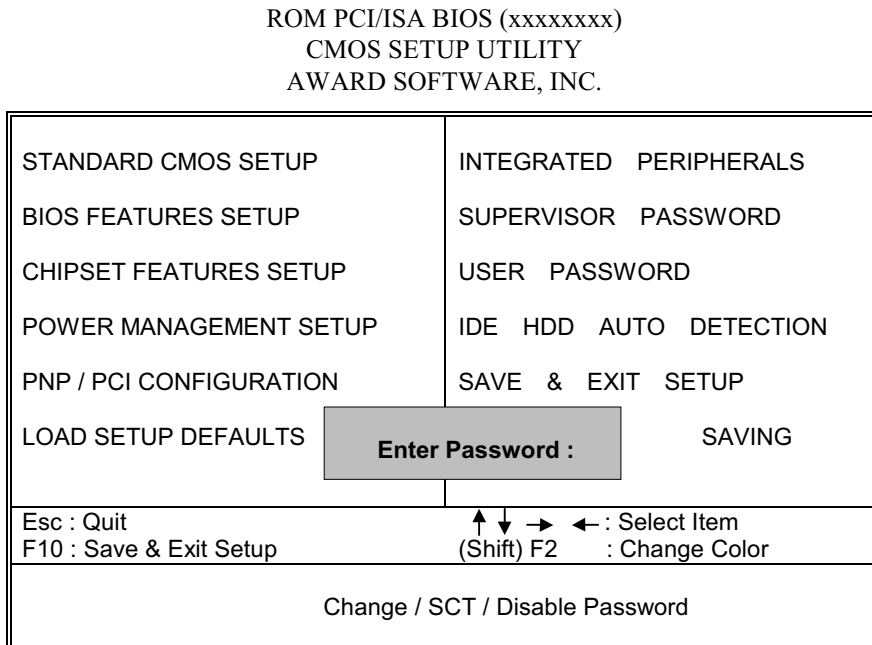 ROM PCI/ISA BIOS (xxxxxxxx)
CMOS SETUP UTILITY
AWARD SOFTWARE, INC.
STANDARD CMOS SETUP
BIOS FEATURES SETUP
CHIPSET FEATURES SETUP
POWER MANAGEMENT SETUP
PNP / PCI CONFIGURATION
LOAD SETUP DEFAULTS
INTEGRATED PERIPHERALS
SUPERVISOR PASSWORD
USER PASSWORD
IDE HDD AUTO DETECTION
SAVE & EXIT SETUP
SAVING
Enter Password :
Esc : Quit
F10 : Save & Exit Setup
↑ ↓ → ← : Select Item
(Shift) F2 : Change Color
Change / SCT / Disable Password